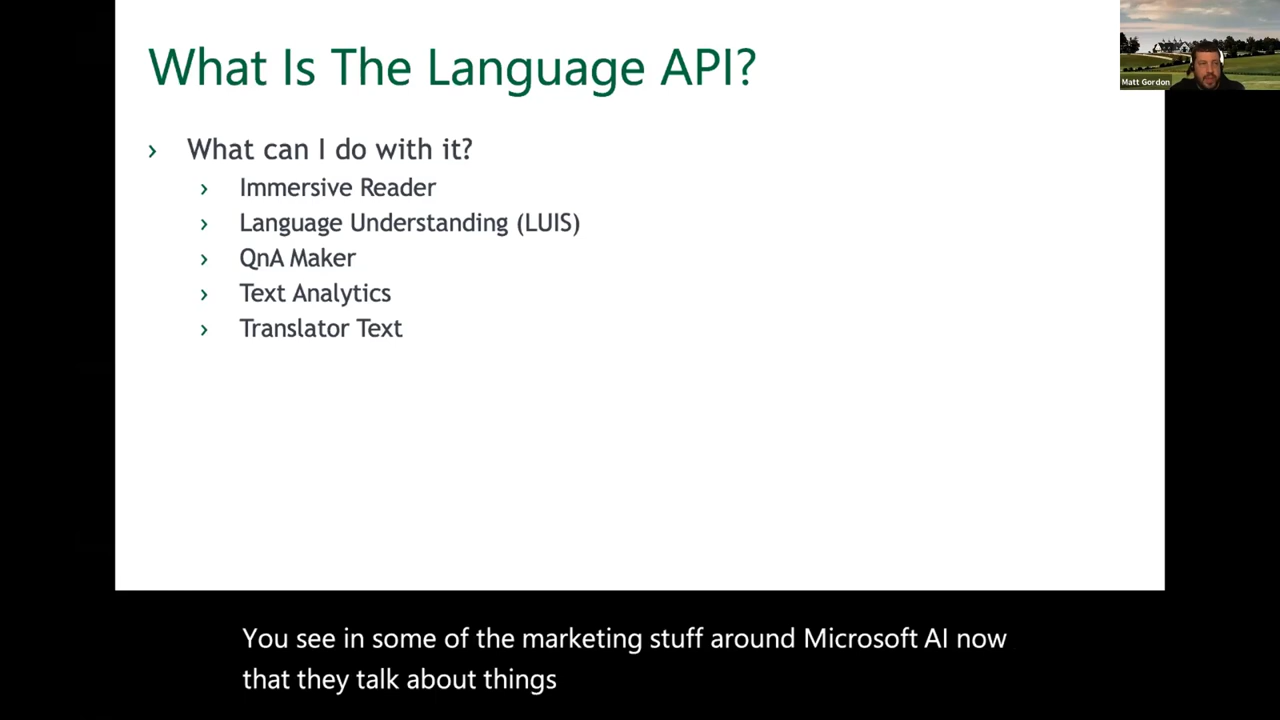 What Is The Language API?
Matt Gordon
› What can I do with it?
› Immersive Reader
› Language Understanding (LUIS)
› QnA Maker
› Text Analytics
› Translator Text
You see in some of the marketing stuff around Microsoft AI now
that they talk about things